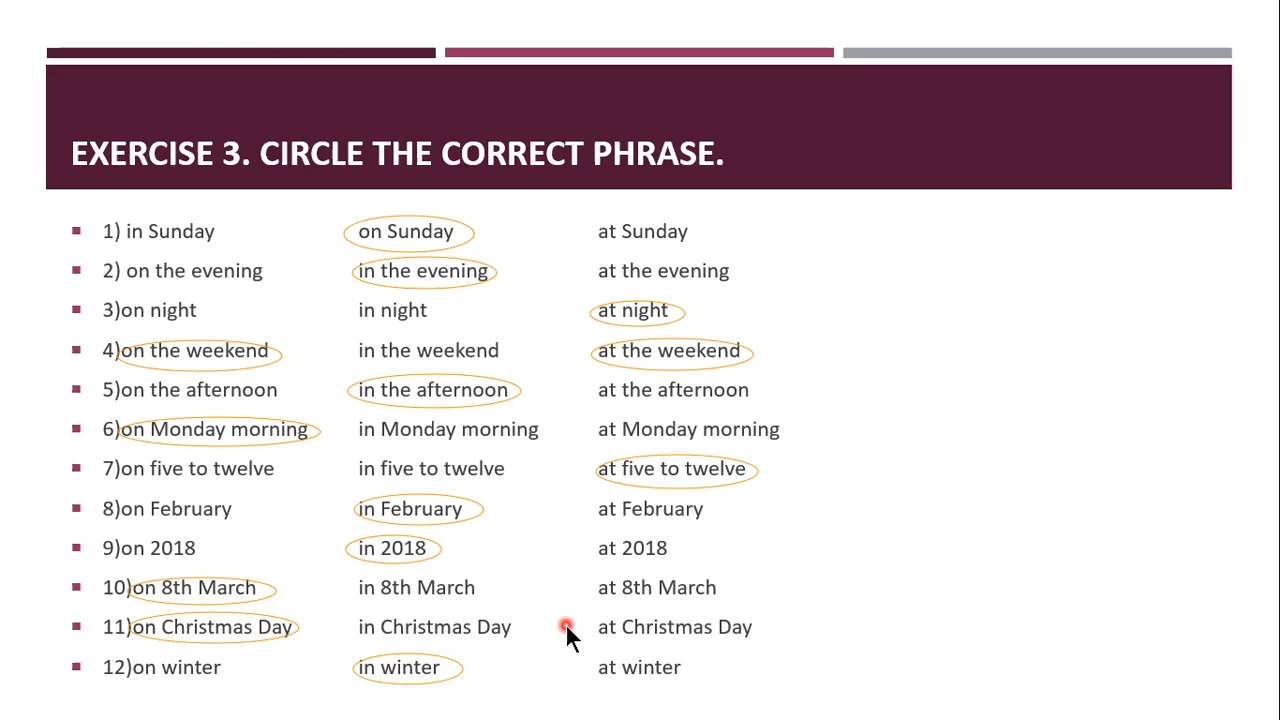 EXERCISE 3. CIRCLE THE CORRECT PHRASE.
1) in Sunday on Sunday at Sunday
2) on the evening in the evening at the evening
3)on night in night at night
4)on the weekend in the weekend at the weekend
5)on the afternoon in the afternoon at the afternoon
6)on Monday morning in Monday morning at Monday morning
7)on five to twelve in five to twelve at five to twelve
8)on February in February at February
9)on 2018 in 2018 at 2018
10)on 8th March in 8th March at 8th March
11)on Christmas Day in Christmas Day at Christmas Day
12)on winter in winter at winter